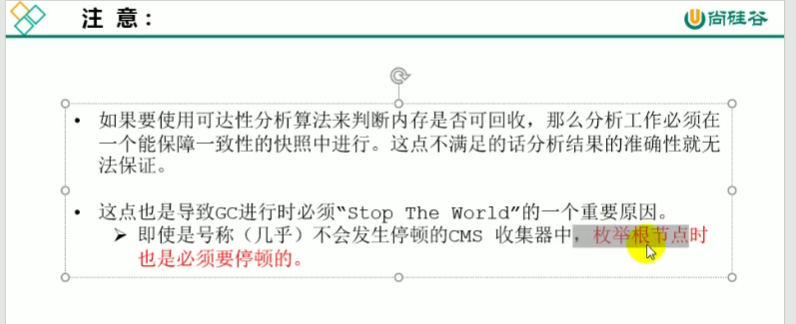 注 意：
尚硅谷
• 如果要使用可达性分析算法来判断内存是否可回收，那么分析工作必须在
一个能保障一致性的快照中进行。这点不满足的话分析结果的准确性就无
法保证。
• 这点也是导致GC进行时必须“Stop The World”的一个重要原因。
➢ 即使是号称（几乎）不会发生停顿的CMS 收集器中，枚举根节点时
也是必须要停顿的。